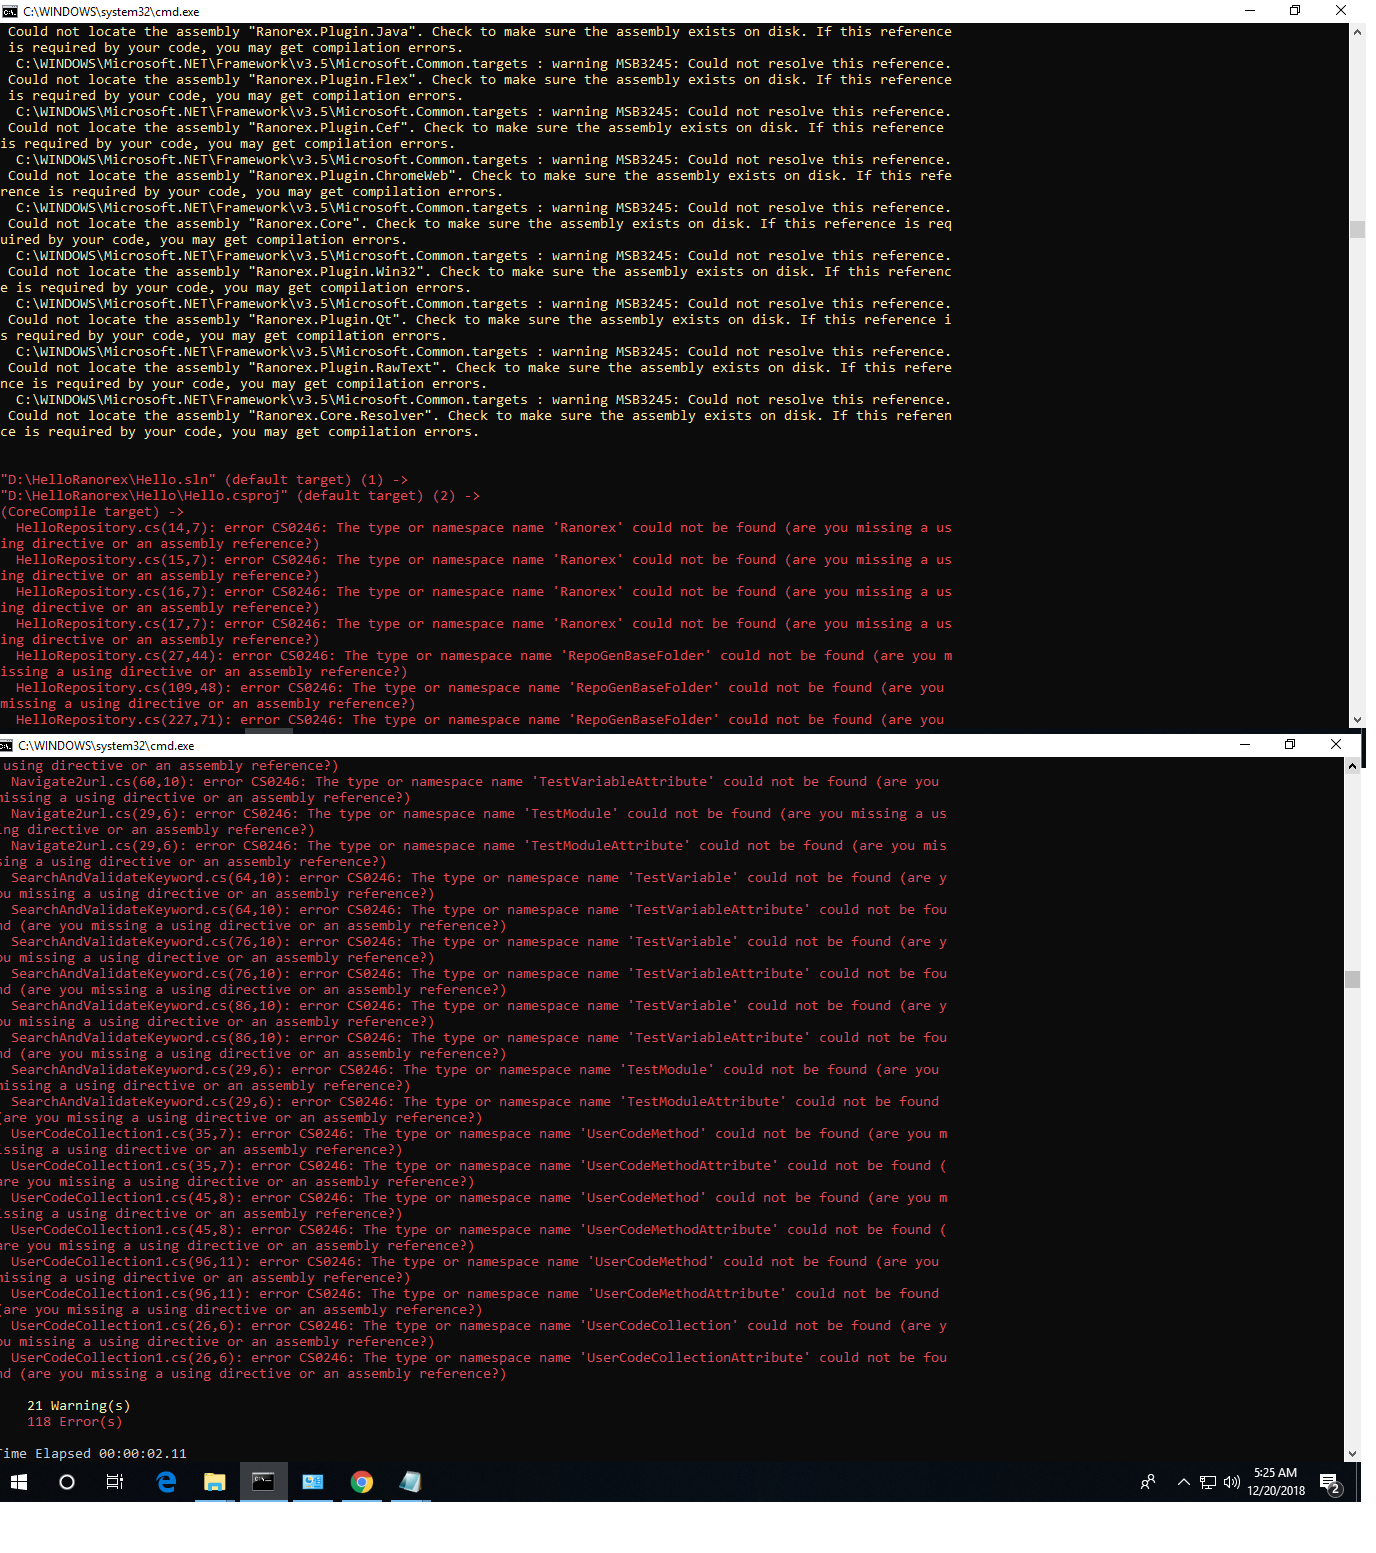 C:\WINDOWS\system32\cmd.exe
Could not locate the assembly "Ranorex.Plugin.Java". Check to make sure the assembly exists on disk. If this reference
is required by your code, you may get compilation errors.
C:\WINDOWS\Microsoft.NET\Framework\v3.5\Microsoft.Common.targets : warning MSB3245: Could not resolve this reference.
Could not locate the assembly "Ranorex.Plugin.Flex". Check to make sure the assembly exists on disk. If this reference
is required by your code, you may get compilation errors.
C:\WINDOWS\Microsoft.NET\Framework\v3.5\Microsoft.Common.targets : warning MSB3245: Could not resolve this reference.
Could not locate the assembly "Ranorex.Plugin.Cef". Check to make sure the assembly exists on disk. If this reference
is required by your code, you may get compilation errors.
C:\WINDOWS\Microsoft.NET\Framework\v3.5\Microsoft.Common.targets : warning MSB3245: Could not resolve this reference.
Could not locate the assembly "Ranorex.Plugin.ChromeWeb". Check to make sure the assembly exists on disk. If this refe
rence is required by your code, you may get compilation errors.
C:\WINDOWS\Microsoft.NET\Framework\v3.5\Microsoft.Common.targets : warning MSB3245: Could not resolve this reference.
Could not locate the assembly "Ranorex.Core". Check to make sure the assembly exists on disk. If this reference is req
uired by your code, you may get compilation errors.
C:\WINDOWS\Microsoft.NET\Framework\v3.5\Microsoft.Common.targets : warning MSB3245: Could not resolve this reference.
Could not locate the assembly "Ranorex.Plugin.Win32". Check to make sure the assembly exists on disk. If this referenc
e is required by your code, you may get compilation errors.
C:\WINDOWS\Microsoft.NET\Framework\v3.5\Microsoft.Common.targets : warning MSB3245: Could not resolve this reference.
Could not locate the assembly "Ranorex.Plugin.Qt". Check to make sure the assembly exists on disk. If this reference i
s required by your code, you may get compilation errors.
C:\WINDOWS\Microsoft.NET\Framework\v3.5\Microsoft.Common.targets : warning MSB3245: Could not resolve this reference.
Could not locate the assembly "Ranorex.Plugin.RawText". Check to make sure the assembly exists on disk. If this refere
nce is required by your code, you may get compilation errors.
C:\WINDOWS\Microsoft.NET\Framework\v3.5\Microsoft.Common.targets : warning MSB3245: Could not resolve this reference.
Could not locate the assembly "Ranorex.Core.Resolver". Check to make sure the assembly exists on disk. If this referen
ce is required by your code, you may get compilation errors.
"D:\HelloRanorex\Hello.sln" (default target) (1) ->
"D:\HelloRanorex\Hello\Hello.csproj" (default target) (2) ->
(CoreCompile target) ->
HelloRepository.cs(14,7): error CS0246: The type or namespace name 'Ranorex' could not be found (are you missing a us
ing directive or an assembly reference?)
HelloRepository.cs(15,7): error CS0246: The type or namespace name 'Ranorex' could not be found (are you missing a us
ing directive or an assembly reference?)
HelloRepository.cs(16,7): error CS0246: The type or namespace name 'Ranorex' could not be found (are you missing a us
ing directive or an assembly reference?)
HelloRepository.cs(17,7): error CS0246: The type or namespace name 'Ranorex' could not be found (are you missing a us
ing directive or an assembly reference?)
HelloRepository.cs(27,44): error CS0246: The type or namespace name 'RepoGenBaseFolder' could not be found (are you m
issing a using directive or an assembly reference?)
HelloRepository.cs(109,48): error CS0246: The type or namespace name 'RepoGenBaseFolder' could not be found (are you
missing a using directive or an assembly reference?)
HelloRepository.cs(227,71): error CS0246: The type or namespace name 'RepoGenBaseFolder' could not be found (are you
C:\WINDOWS\system32\cmd.exe
using directive or an assembly reference?)
Navigate2url.cs(60,10): error CS0246: The type or namespace name 'TestVariableAttribute' could not be found (are you
missing a using directive or an assembly reference?)
Navigate2url.cs(29,6): error CS0246: The type or namespace name 'TestModule' could not be found (are you missing a us
ing directive or an assembly reference?)
Navigate2url.cs(29,6): error CS0246: The type or namespace name 'TestModuleAttribute' could not be found (are you mis
sing a using directive or an assembly reference?)
SearchAndValidateKeyword.cs(64,10): error CS0246: The type or namespace name 'TestVariable' could not be found (are y
ou missing a using directive or an assembly reference?)
SearchAndValidateKeyword.cs(64,10): error CS0246: The type or namespace name 'TestVariableAttribute' could not be fou
nd (are you missing a using directive or an assembly reference?)
SearchAndValidateKeyword.cs(76,10): error CS0246: The type or namespace name 'TestVariable' could not be found (are y
ou missing a using directive or an assembly reference?)
SearchAndValidateKeyword.cs(76,10): error CS0246: The type or namespace name 'TestVariableAttribute' could not be fou
nd (are you missing a using directive or an assembly reference?)
SearchAndValidateKeyword.cs(86,10): error CS0246: The type or namespace name 'TestVariable' could not be found (are y
ou missing a using directive or an assembly reference?)
SearchAndValidateKeyword.cs(86,10): error CS0246: The type or namespace name 'TestVariableAttribute' could not be fou
nd (are you missing a using directive or an assembly reference?)
SearchAndValidateKeyword.cs(29,6): error CS0246: The type or namespace name 'TestModule' could not be found (are you
missing a using directive or an assembly reference?)
SearchAndValidateKeyword.cs(29,6): error CS0246: The type or namespace name 'TestModuleAttribute' could not be found
(are you missing a using directive or an assembly reference?)
UserCodeCollection1.cs(35,7): error CS0246: The type or namespace name 'UserCodeMethod' could not be found (are you m
issing a using directive or an assembly reference?)
UserCodeCollection1.cs(35,7): error CS0246: The type or namespace name 'UserCodeMethodAttribute' could not be found (
are you missing a using directive or an assembly reference?)
UserCodeCollection1.cs(45,8): error CS0246: The type or namespace name 'UserCodeMethod' could not be found (are you m
issing a using directive or an assembly reference?)
UserCodeCollection1.cs(45,8): error CS0246: The type or namespace name 'UserCodeMethodAttribute' could not be found (
are you missing a using directive or an assembly reference?)
UserCodeCollection1.cs(96,11): error CS0246: The type or namespace name 'UserCodeMethod' could not be found (are you
missing a using directive or an assembly reference?)
UserCodeCollection1.cs(96,11): error CS0246: The type or namespace name 'UserCodeMethodAttribute' could not be found
(are you missing a using directive or an assembly reference?)
UserCodeCollection1.cs(26,6): error CS0246: The type or namespace name 'UserCodeCollection' could not be found (are y
ou missing a using directive or an assembly reference?)
UserCodeCollection1.cs(26,6): error CS0246: The type or namespace name 'UserCodeCollectionAttribute' could not be fou
nd (are you missing a using directive or an assembly reference?)
21 Warning(s)
118 Error(s)
Time Elapsed 00:00:02.11
5:25 AM
12/20/2018
2